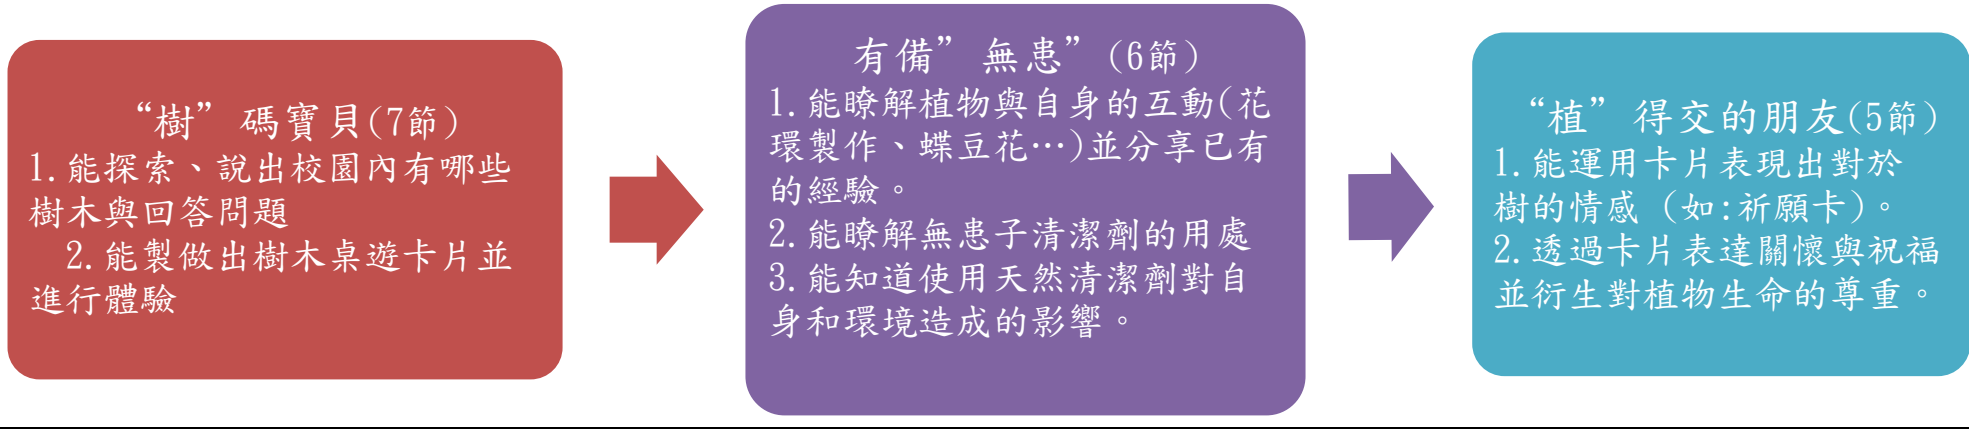 “樹”碼寶貝(7節)
1.能探索、說出校園內有哪些
樹木與回答問題
2.能製做出樹木桌遊卡片並
進行體驗
有備”無患”(6節)
1.能瞭解植物與自身的互動(花
環製作、蝶豆花…)並分享已有
的經驗。
2.能瞭解無患子清潔劑的用處
3.能知道使用天然清潔劑對自
身和環境造成的影響。
“植”得交的朋友(5節)
1.能運用卡片表現出對於
樹的情感 (如:祈願卡)。
2.透過卡片表達關懷與祝福
並衍生對植物生命的尊重。